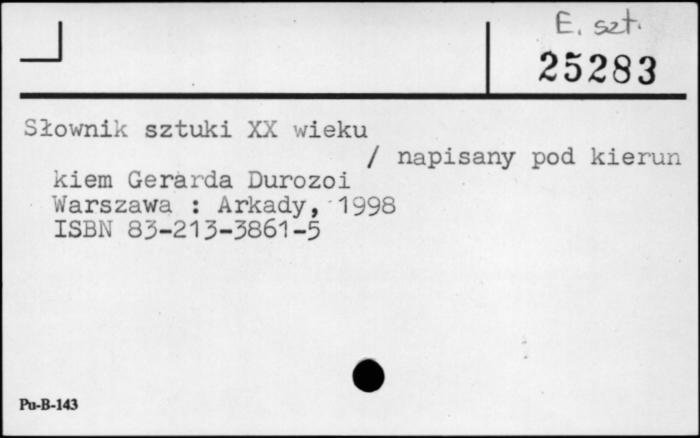 E. szt.
25283
Słownik sztuki XX wieku
/ napisany pod kierun
kiem Gerarda Durozoi
Warszawa : Arkady, 1998
ISBN 83-213-3861-5
Pu-B-143